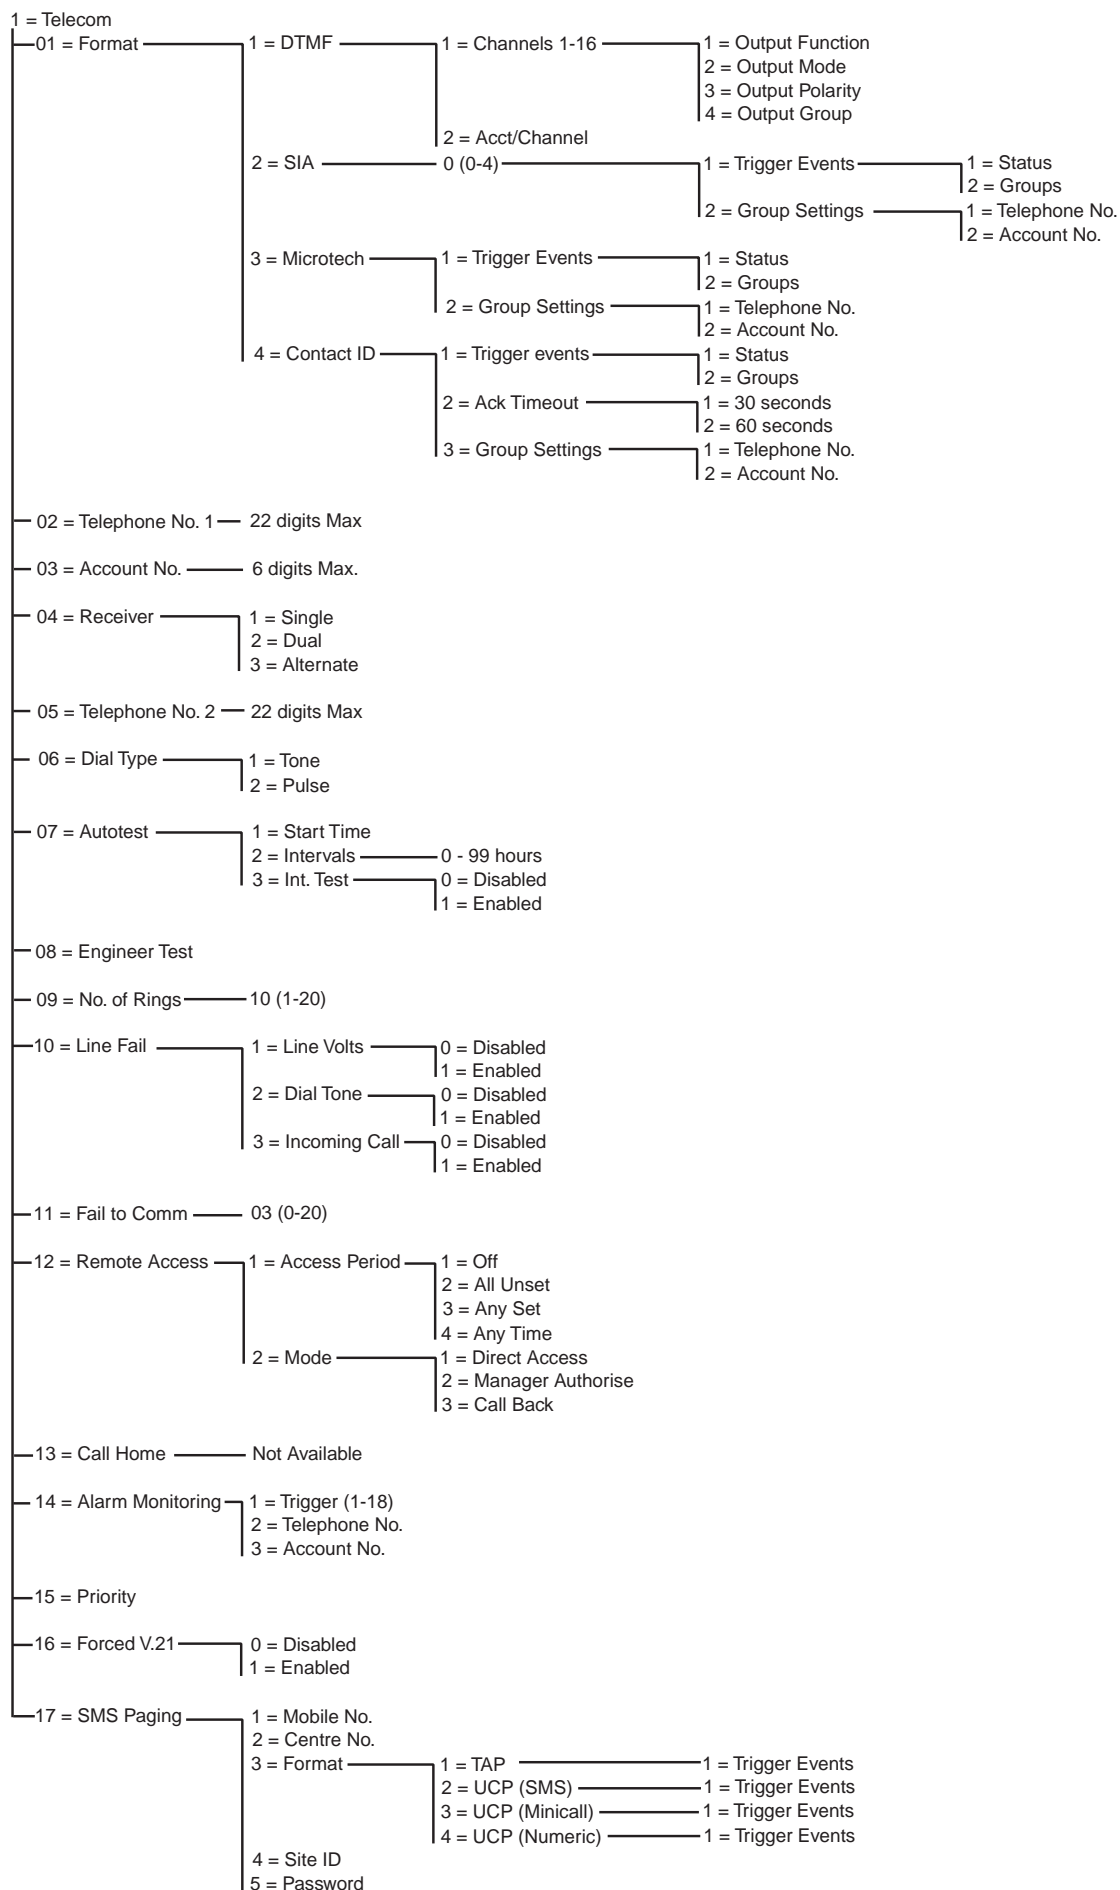 1 = Telecom
01 = Format 1 = DTMF 1 = Channels 1-16 1 = Output Function
2 = Output Mode
3 = Output Polarity
4 = Output Group
2 = Acct/Channel
2 = SIA 0 (0-4) 1 = Trigger Events 1 = Status
2 = Groups
2 = Group Settings 1 = Telephone No.
2 = Account No.
3 = Microtech 1 = Trigger Events 1 = Status
2 = Groups
2 = Group Settings 1 = Telephone No.
2 = Account No.
4 = Contact ID 1 = Trigger events 1 = Status
2 = Groups
2 = Ack Timeout 1 = 30 seconds
2 = 60 seconds
3 = Group Settings 1 = Telephone No.
2 = Account No.
02 = Telephone No. 1 22 digits Max
03 = Account No. 6 digits Max.
04 = Receiver 1 = Single
2 = Dual
3 = Alternate
05 = Telephone No. 2 22 digits Max
06 = Dial Type 1 = Tone
2 = Pulse
07 = Autotest 1 = Start Time
2 = Intervals 0 - 99 hours
3 = Int. Test 0 = Disabled
1 = Enabled
08 = Engineer Test
09 = No. of Rings 10 (1-20)
10 = Line Fail 1 = Line Volts 0 = Disabled
1 = Enabled
2 = Dial Tone 0 = Disabled
1 = Enabled
3 = Incoming Call 0 = Disabled
1 = Enabled
11 = Fail to Comm 03 (0-20)
12 = Remote Access 1 = Access Period 1 = Off
2 = All Unset
3 = Any Set
4 = Any Time
2 = Mode 1 = Direct Access
2 = Manager Authorise
3 = Call Back
13 = Call Home Not Available
14 = Alarm Monitoring 1 = Trigger (1-18)
2 = Telephone No.
3 = Account No.
15 = Priority
16 = Forced V.21 0 = Disabled
1 = Enabled
17 = SMS Paging 1 = Mobile No.
2 = Centre No.
3 = Format 1 = TAP 1 = Trigger Events
2 = UCP (SMS) 1 = Trigger Events
3 = UCP (Minicall) 1 = Trigger Events
4 = UCP (Numeric) 1 = Trigger Events
4 = Site ID
5 = Password